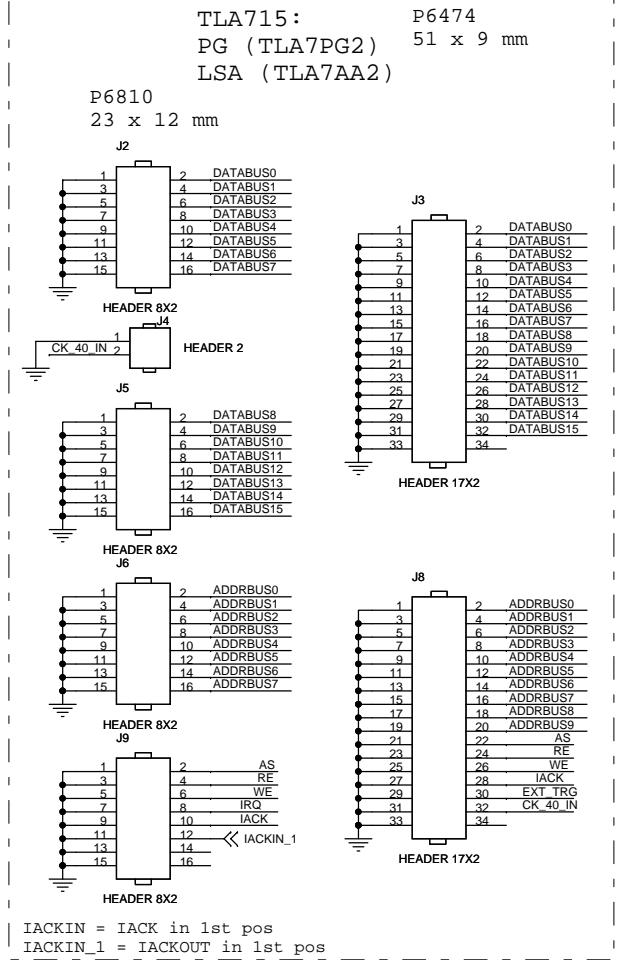 TLA715:
PG (TLA7PG2)
LSA (TLA7AA2)
P6474
51 x 9 mm
P6810
23 x 12 mm
J2
1 2 DATABUS0
3 4 DATABUS1
5 6 DATABUS2
7 8 DATABUS3
9 10 DATABUS4
11 12 DATABUS5
13 14 DATABUS6
15 16 DATABUS7
HEADER 8X2
J4
1
CK_40_IN 2
HEADER 2
J5
1 2 DATABUS8
3 4 DATABUS9
5 6 DATABUS10
7 8 DATABUS11
9 10 DATABUS12
11 12 DATABUS13
13 14 DATABUS14
15 16 DATABUS15
HEADER 8X2
J6
1 2 ADDRBUS0
3 4 ADDRBUS1
5 6 ADDRBUS2
7 8 ADDRBUS3
9 10 ADDRBUS4
11 12 ADDRBUS5
13 14 ADDRBUS6
15 16 ADDRBUS7
HEADER 8X2
J9
1 2 AS
3 4 RE
5 6 WE
7 8 IRQ
9 10 IACK
11 12 IACKIN_1
13 14
15 16
HEADER 8X2
J3
1 2 DATABUS0
3 4 DATABUS1
5 6 DATABUS2
7 8 DATABUS3
9 10 DATABUS4
11 12 DATABUS5
13 14 DATABUS6
15 16 DATABUS7
17 18 DATABUS8
19 20 DATABUS9
21 22 DATABUS10
23 24 DATABUS11
25 26 DATABUS12
27 28 DATABUS13
29 30 DATABUS14
31 32 DATABUS15
33 34
HEADER 17X2
J8
1 2 ADDRBUS0
3 4 ADDRBUS1
5 6 ADDRBUS2
7 8 ADDRBUS3
9 10 ADDRBUS4
11 12 ADDRBUS5
13 14 ADDRBUS6
15 16 ADDRBUS7
17 18 ADDRBUS8
19 20 ADDRBUS9
21 22 AS
23 24 RE
25 26 WE
27 28 IACK
29 30 EXT_TRG
31 32 CK_40_IN
33 34
HEADER 17X2
IACKIN = IACK in 1st pos
IACKIN_1 = IACKOUT in 1st pos